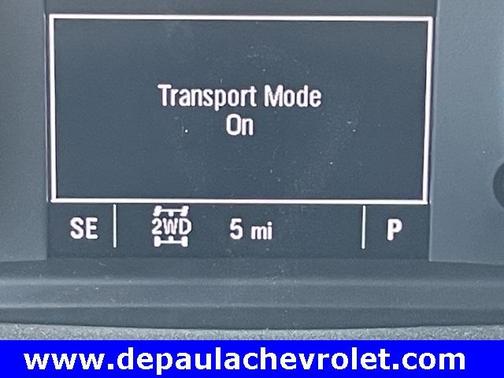 Transport Mode
On
SE 2WD 5 mi P
www.depaulachevrolet.com